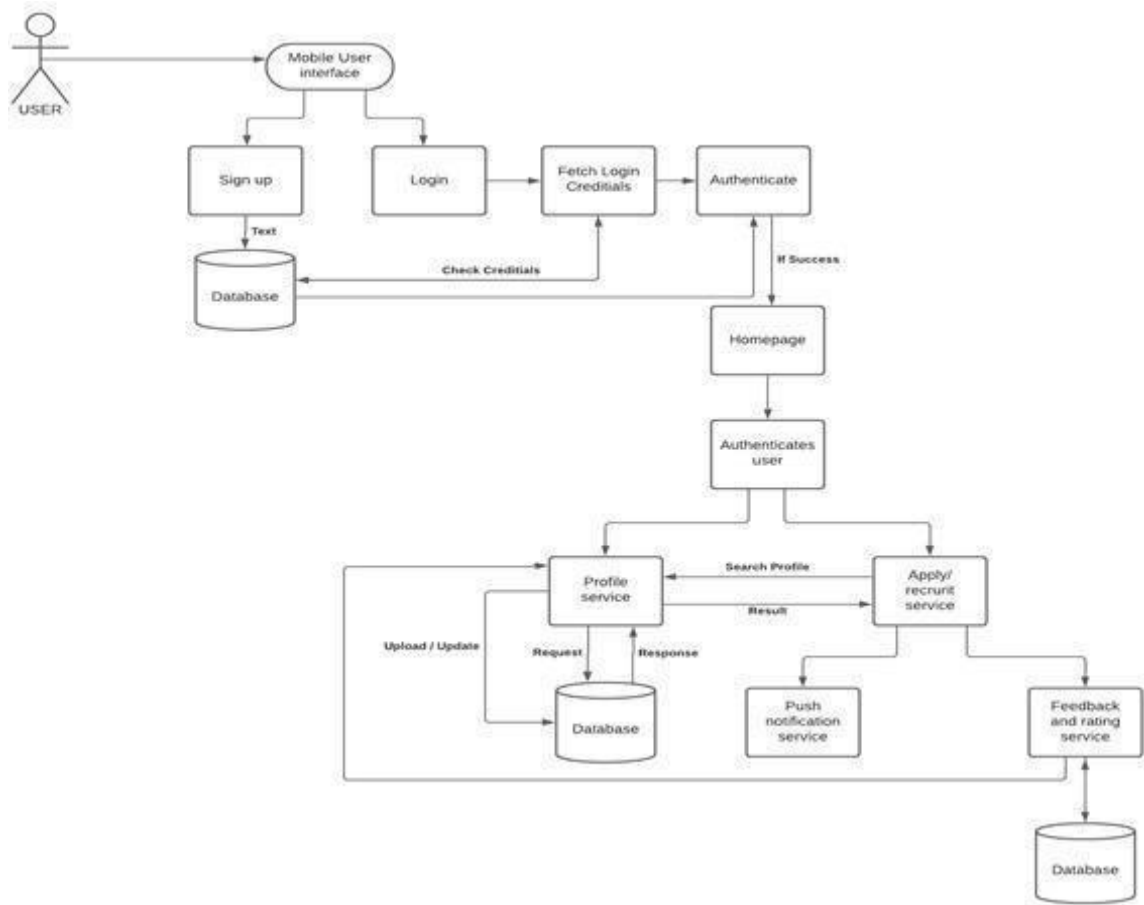 Mobile User
interface
USER
Sign up
Login
Fetch Login
Creditials
Authenticate
Text
Check Creditials
If Success
Database
Homepage
Authenticates
user
Search Profile
Profile
service
Apply/
recrurit
service
Result
Upload / Update
Request
Response
Push
notification
service
Feedback
and rating
service
Database
Database